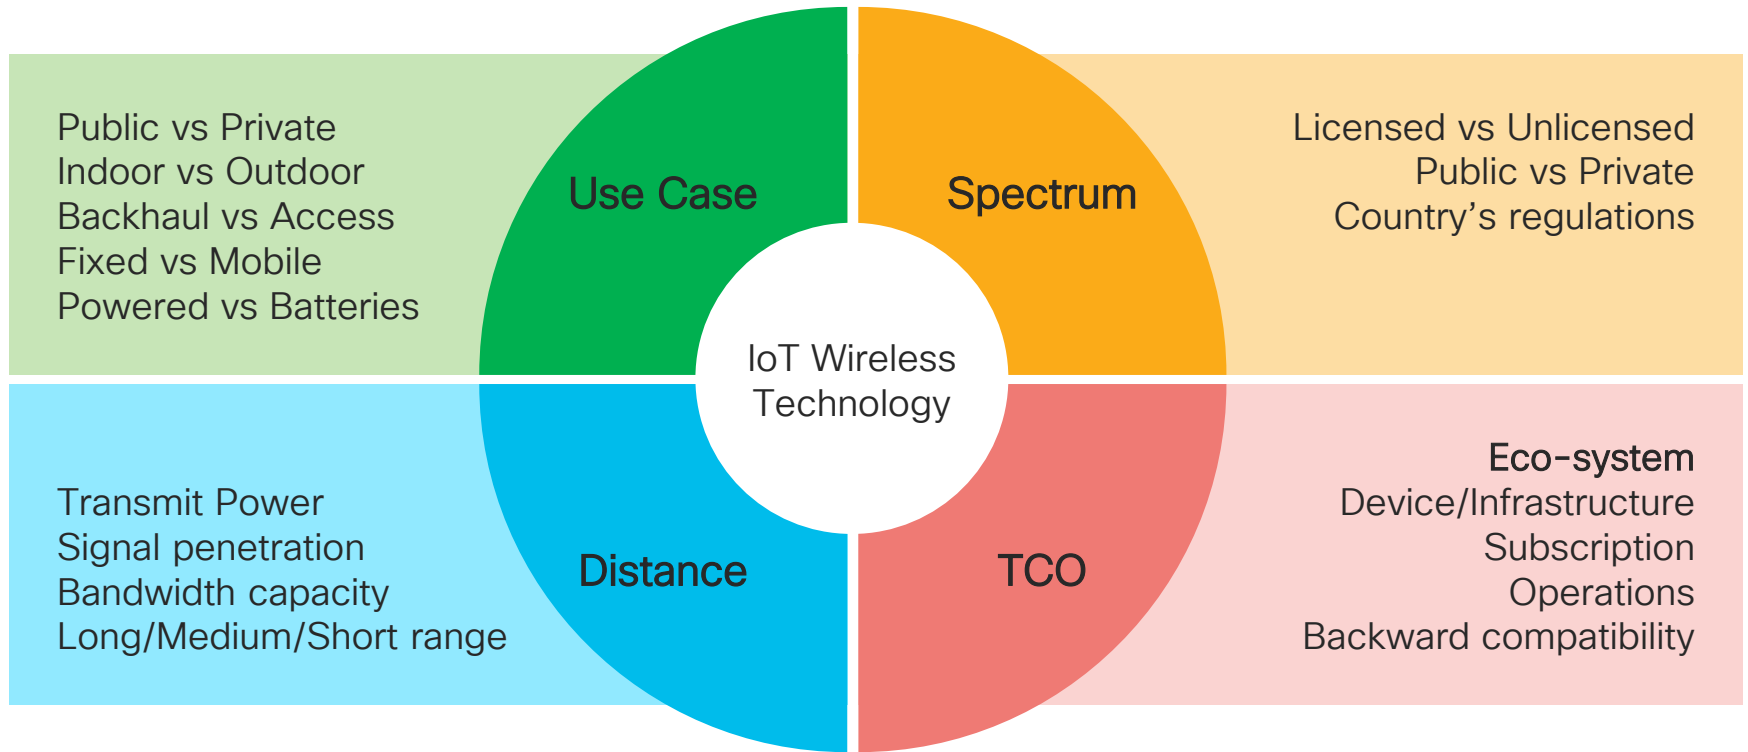 Public vs Private
Indoor vs Outdoor
Backhaul vs Access
Fixed vs Mobile
Powered vs Batteries
Use Case
Spectrum
Licensed vs Unlicensed
Public vs Private
Country’s regulations
IoT Wireless
Technology
Transmit Power
Signal penetration
Bandwidth capacity
Long/Medium/Short range
Distance
TCO
Eco-system
Device/Infrastructure
Subscription
Operations
Backward compatibility